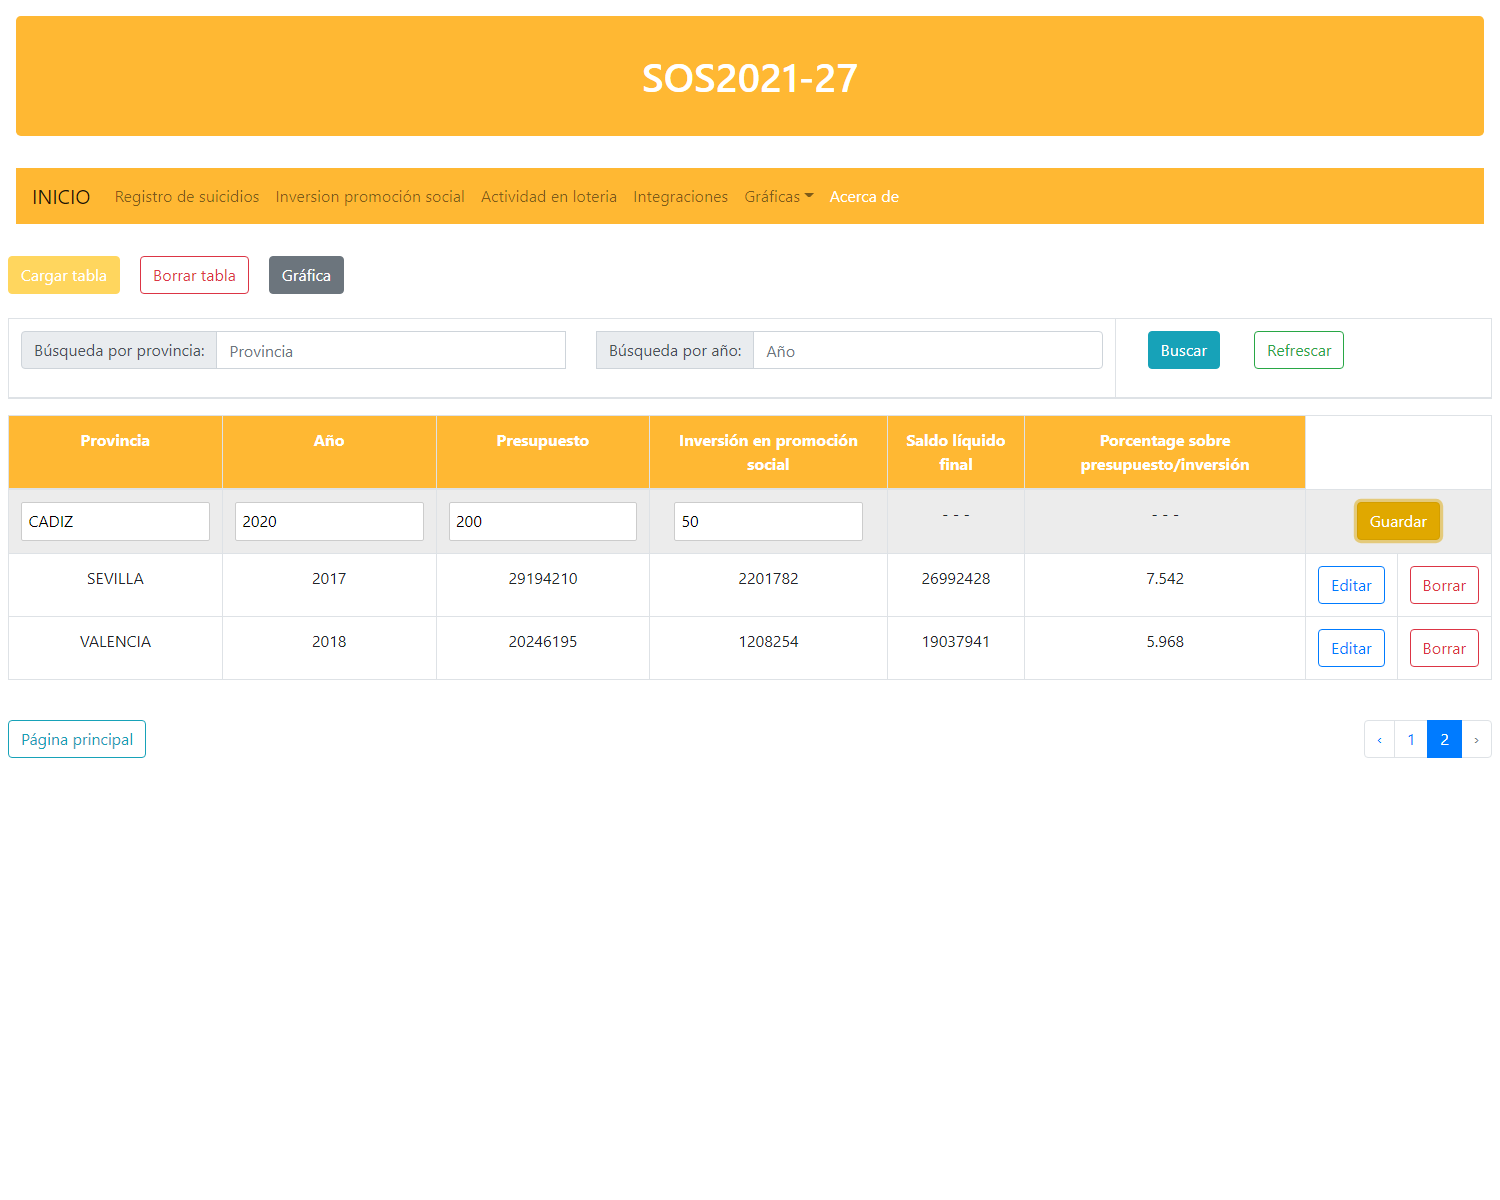 SOS2021-27
INICIO Registro de suicidios Inversion promoción social Actividad en loteria Integraciones Gráficas Acerca de
Cargar tabla Borrar tabla Gráfica
Búsqueda por provincia: Provincia Búsqueda por año: Año Buscar Refrescar
Provincia Año Presupuesto Inversión en promoción social Saldo líquido final Porcentage sobre presupuesto/inversión
CADIZ 2020 200 50 - - - - - - Guardar
SEVILLA 2017 29194210 2201782 26992428 7.542 Editar Borrar
VALENCIA 2018 20246195 1208254 19037941 5.968 Editar Borrar
Página principal ‹ 1 2 ›